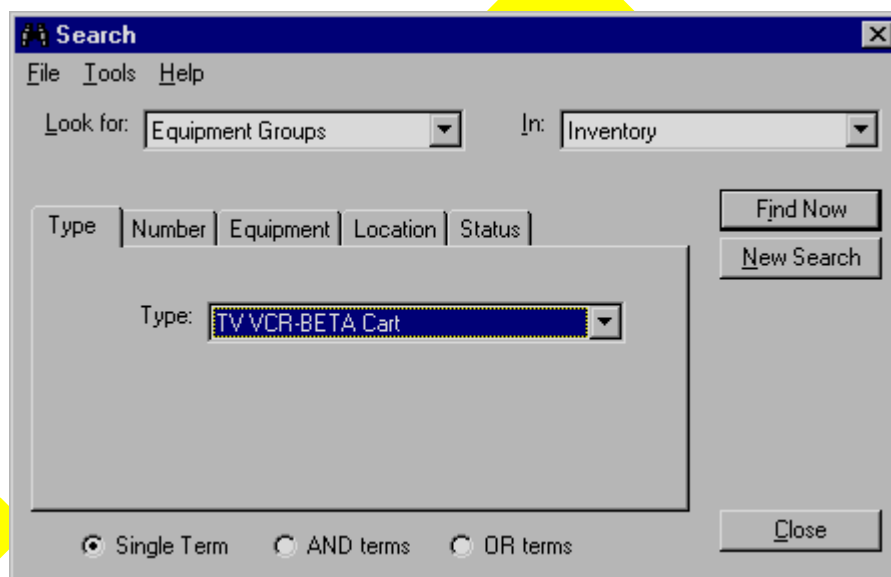 Search
File Tools Help
Look for: Equipment Groups In: Inventory
Find Now
Type Number Equipment Location Status
New Search
Type: TV VCR-BETA Cart
Close
Single Term AND terms OR terms